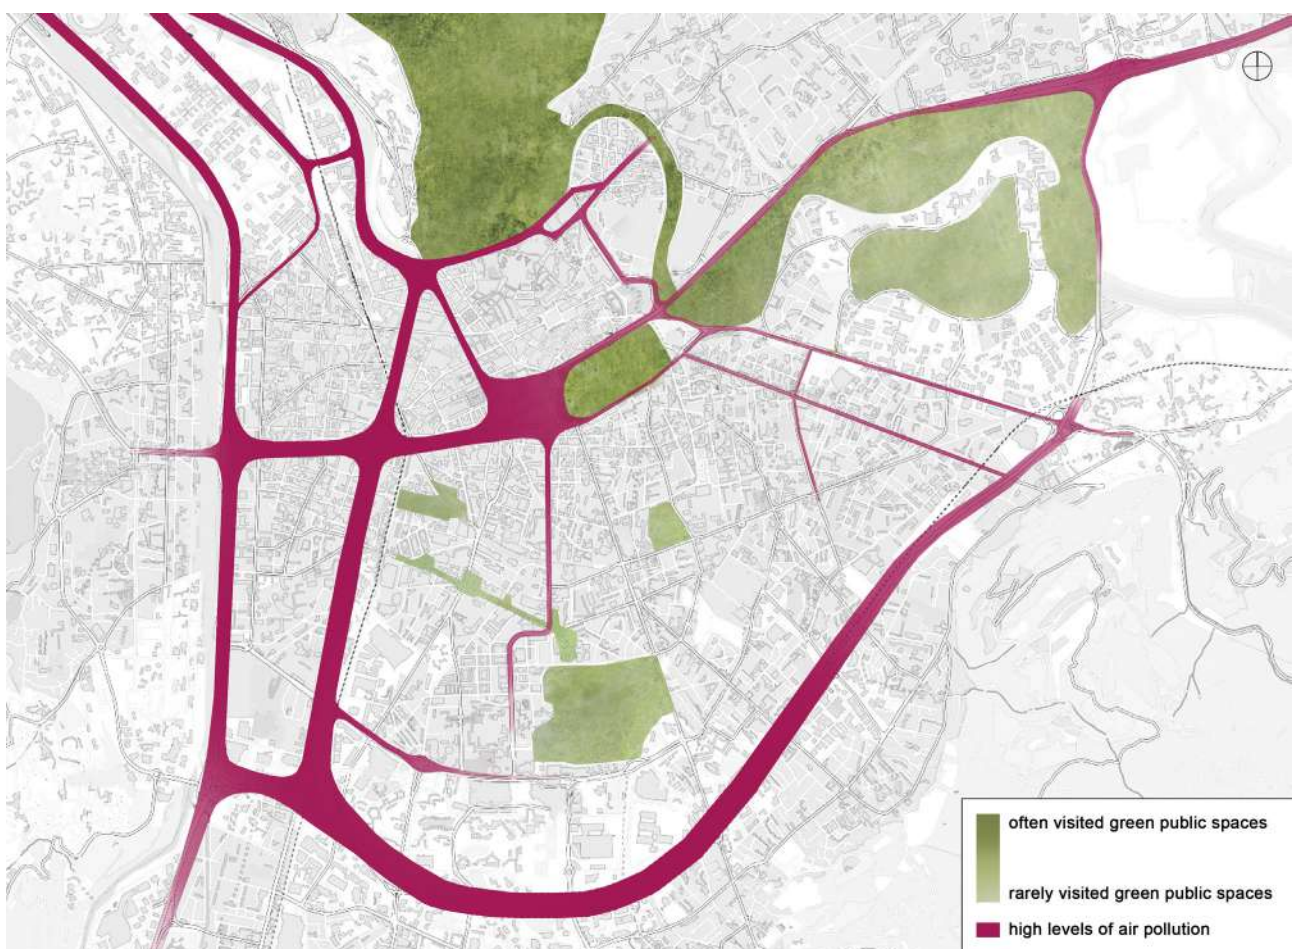 often visited green public spaces
rarely visited green public spaces
high levels of air pollution